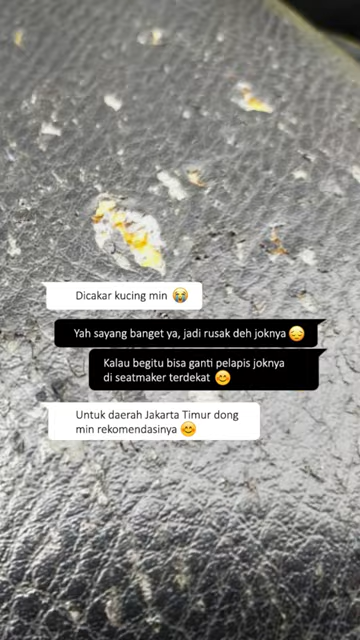 Dicakar kucing min 😭
Yah sayang banget ya, jadi rusak deh joknya 😔
Kalau begitu bisa ganti pelapis joknya
di seatmaker terdekat 😊
Untuk daerah Jakarta Timur dong
min rekomendasinya 😊